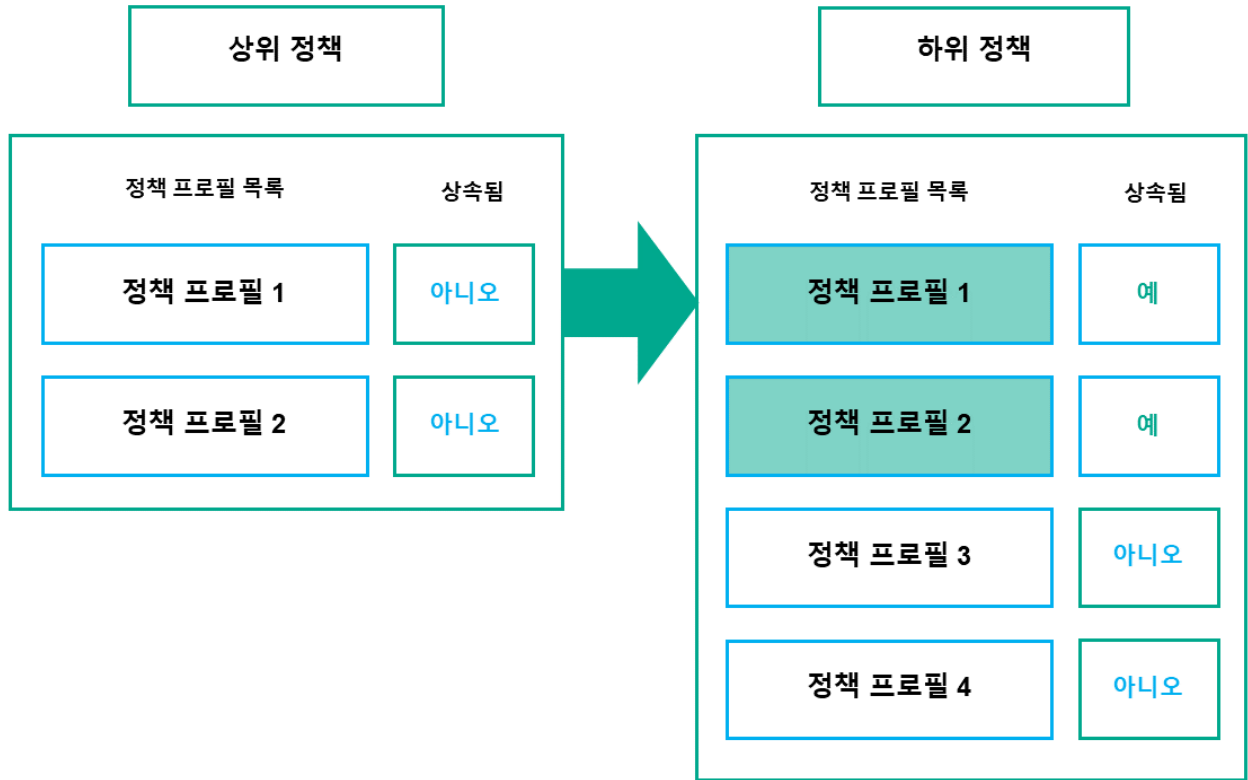 상위 정책
정책 프로필 목록 상속됨
정책 프로필 1 아니오
정책 프로필 2 아니오
하위 정책
정책 프로필 목록 상속됨
정책 프로필 1 예
정책 프로필 2 예
정책 프로필 3 아니오
정책 프로필 4 아니오